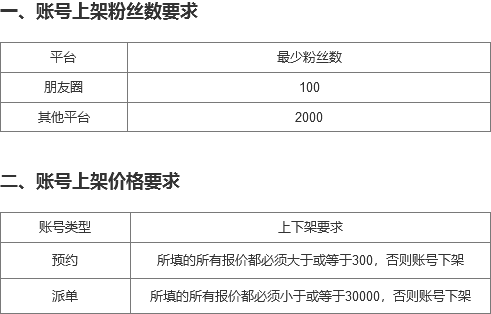 一、账号上架粉丝数要求
平台 最少粉丝数
朋友圈 100
其他平台 2000
二、账号上架价格要求
账号类型 上下架要求
预约 所填的所有报价都必须大于或等于300，否则账号下架
派单 所填的所有报价都必须小于或等于30000，否则账号下架